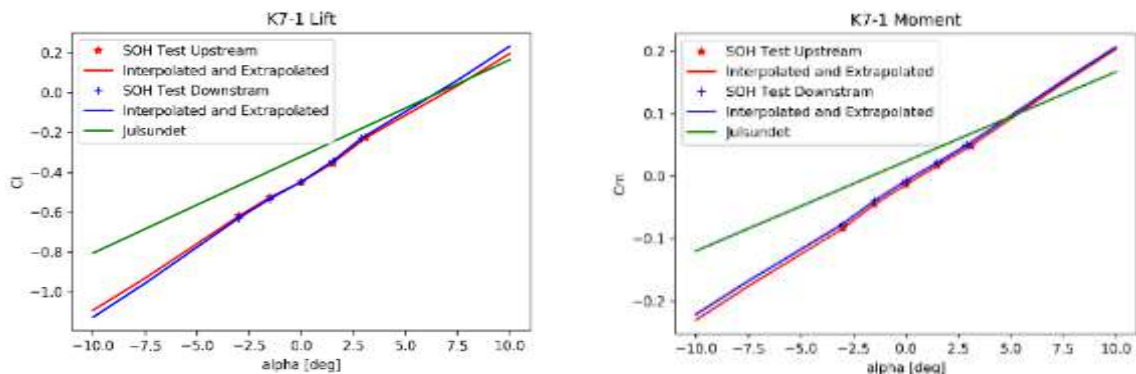 K7-1 Lift
SOH Test Upstream
Interpolated and Extrapolated
SOH Test Downstram
Interpolated and Extrapolated
Julsundet
0.2
0.0
−0.2
−0.4
−0.6
−0.8
−1.0
Cl
−10.0 −7.5 −5.0 −2.5 0.0 2.5 5.0 7.5 10.0
alpha [deg]
K7-1 Moment
SOH Test Upstream
Interpolated and Extrapolated
SOH Test Downstram
Interpolated and Extrapolated
Julsundet
0.2
0.1
0.0
−0.1
−0.2
Cm
−10.0 −7.5 −5.0 −2.5 0.0 2.5 5.0 7.5 10.0
alpha [deg]